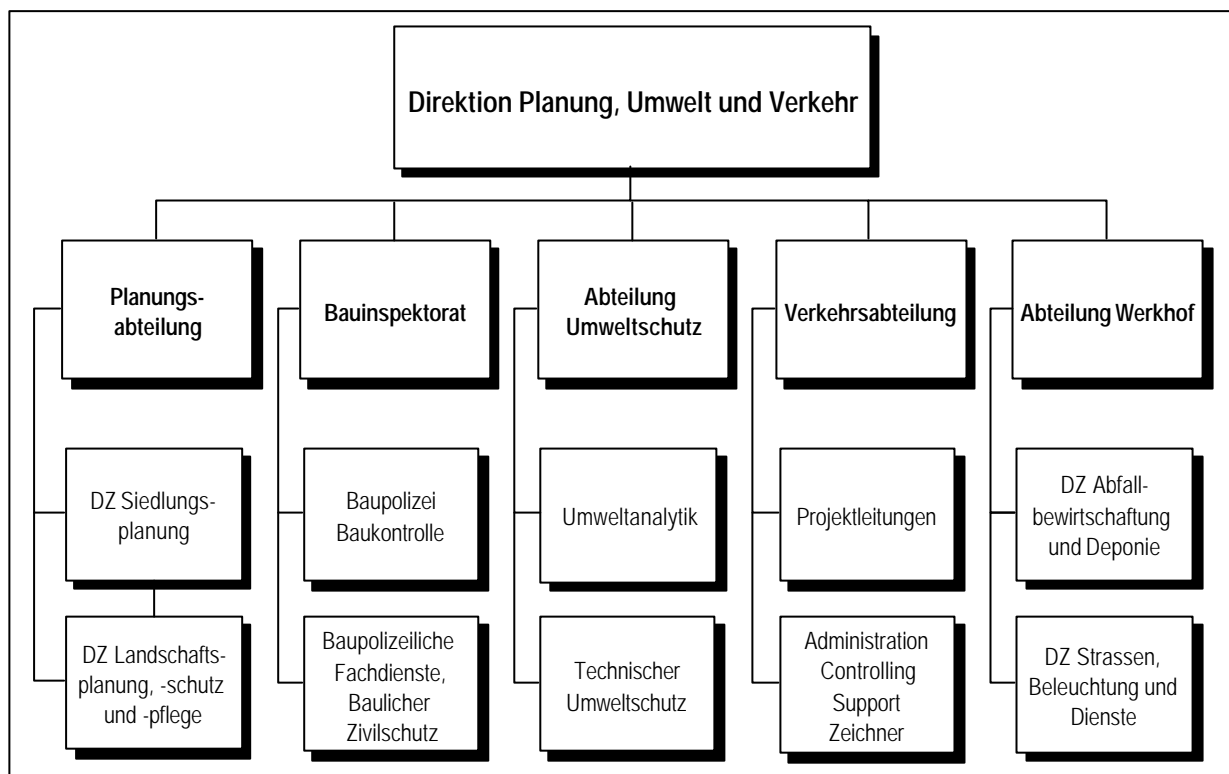 Direktion Planung, Umwelt und Verkehr
Planungs-
abteilung
Bauinspektorat
Abteilung
Umweltschutz
Verkehrsabteilung
Abteilung Werkhof
DZ Siedlungs-
planung
Baupolizei
Baukontrolle
Umweltanalytik
Projektleitungen
DZ Abfall-
bewirtschaftung
und Deponie
DZ Landschafts-
planung, -schutz
und -pflege
Baupolizeiliche
Fachdienste,
Baulicher
Zivilschutz
Technischer
Umweltschutz
Administration
Controlling
Support
Zeichner
DZ Strassen,
Beleuchtung und
Dienste